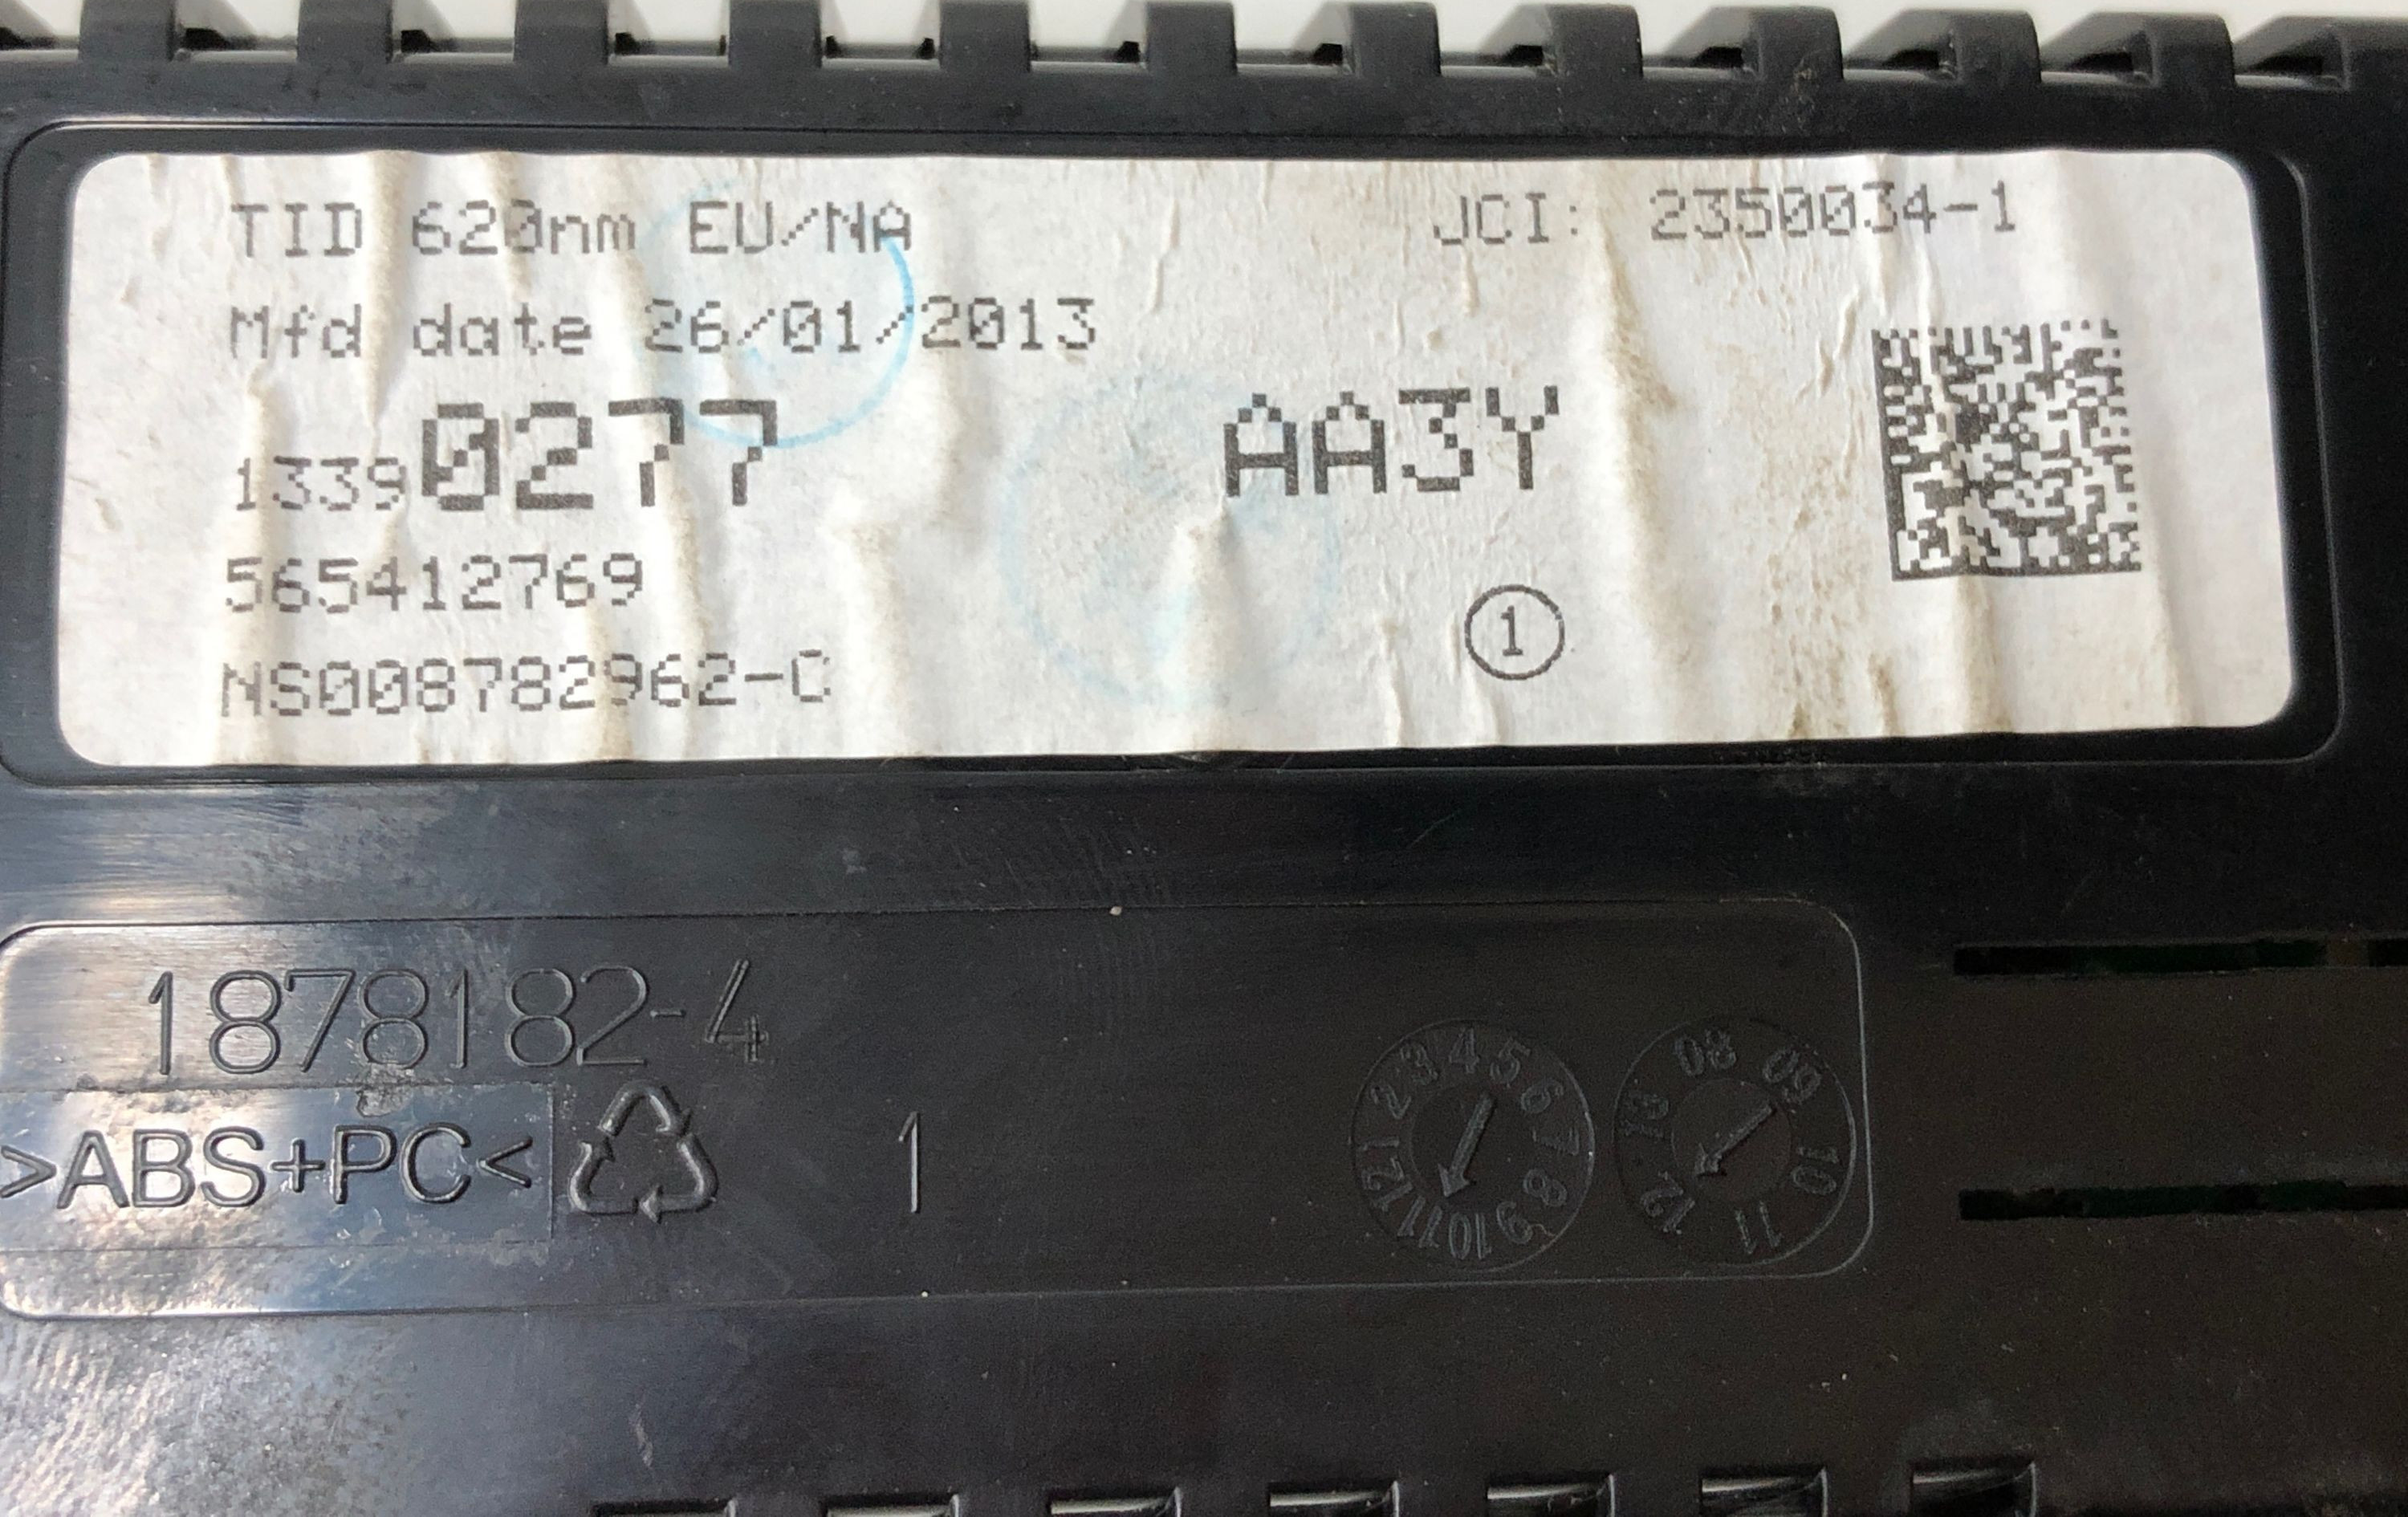 TID 620nm EU/NA
JCI: 2350034-1
Mfd date 26/01/2013
13390277
AA3Y
565412769
1
NS008782962-C
1878182-4
>ABS+PC<
1
1 2 3 4 5 6 7 8 9 10 11 12
08 09 10 11 12 13